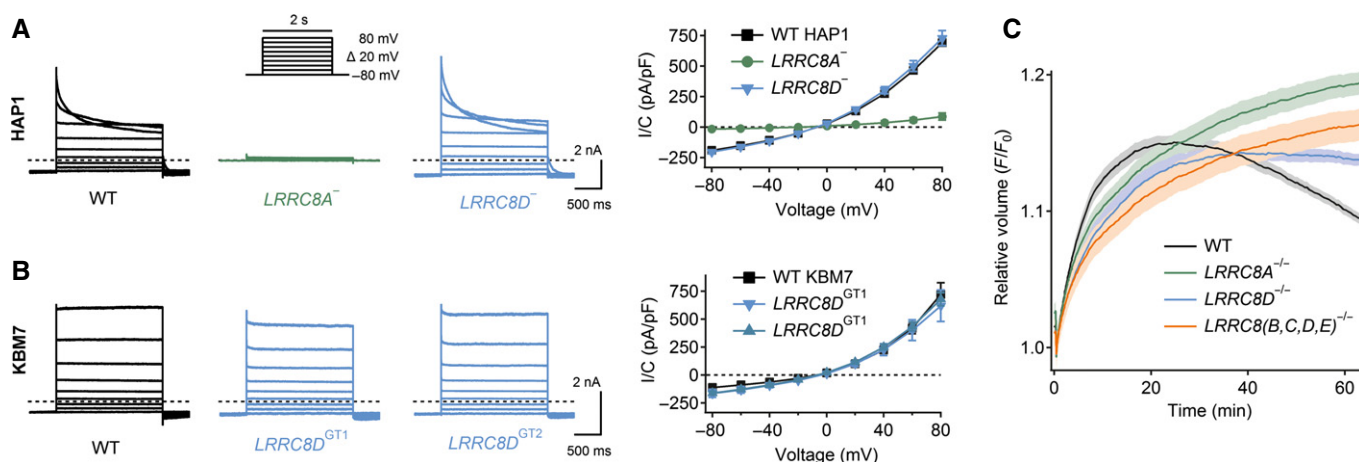 A
HAP1
2 s
80 mV
Δ 20 mV
–80 mV
WT
LRRC8A⁻
LRRC8D⁻
2 nA
500 ms
I/C (pA/pF)
750
500
250
0
−250
WT HAP1
LRRC8A⁻
LRRC8D⁻
−80 −40 0 40 80
Voltage (mV)
B
KBM7
WT
LRRC8D^GT1
LRRC8D^GT2
2 nA
500 ms
I/C (pA/pF)
750
500
250
0
−250
WT KBM7
LRRC8D^GT1
LRRC8D^GT1
−80 −40 0 40 80
Voltage (mV)
C
Relative volume (F/F₀)
1.2
1.1
1.0
WT
LRRC8A⁻/⁻
LRRC8D⁻/⁻
LRRC8(B,C,D,E)⁻/⁻
0 20 40 60
Time (min)